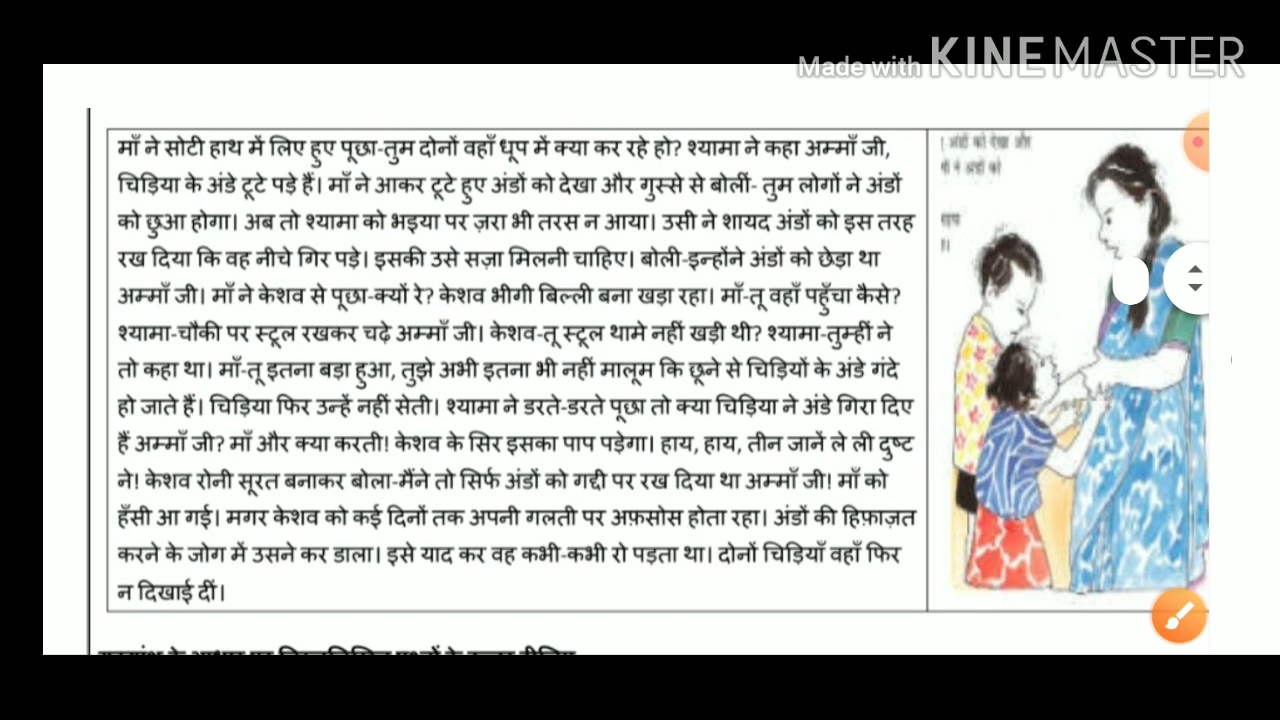 Made with KINEMASTER
माँ ने सोटी हाथ में लिए हुए पूछा-तुम दोनों वहाँ धूप में क्या कर रहे हो? श्यामा ने कहा अम्माँ जी,
चिड़िया के अंडे टूटे पड़े हैं। माँ ने आकर टूटे हुए अंडों को देखा और गुस्से से बोलीं- तुम लोगों ने अंडों
को छुआ होगा। अब तो श्यामा को भइया पर ज़रा भी तरस न आया। उसी ने शायद अंडों को इस तरह
रख दिया कि वह नीचे गिर पड़े। इसकी उसे सज़ा मिलनी चाहिए। बोली-इन्होंने अंडों को छेड़ा था
अम्माँ जी। माँ ने केशव से पूछा-क्यों रे? केशव भीगी बिल्ली बना खड़ा रहा। माँ-तू वहाँ पहुँचा कैसे?
श्यामा-चौकी पर स्टूल रखकर चढ़े अम्माँ जी। केशव-तू स्टूल थामे नहीं खड़ी थी? श्यामा-तुम्हीं ने
तो कहा था। माँ-तू इतना बड़ा हुआ, तुझे अभी इतना भी नहीं मालूम कि छूने से चिड़ियों के अंडे गंदे
हो जाते हैं। चिड़िया फिर उन्हें नहीं सेती। श्यामा ने डरते-डरते पूछा तो क्या चिड़िया ने अंडे गिरा दिए
हैं अम्माँ जी? माँ और क्या करती! केशव के सिर इसका पाप पड़ेगा। हाय, हाय, तीन जानें ले ली दुष्ट
ने! केशव रोनी सूरत बनाकर बोला-मैंने तो सिर्फ अंडों को गद्दी पर रख दिया था अम्माँ जी! माँ को
हँसी आ गई। मगर केशव को कई दिनों तक अपनी गलती पर अफ़सोस होता रहा। अंडों की हिफ़ाज़त
करने के जोग में उसने कर डाला। इसे याद कर वह कभी-कभी रो पड़ता था। दोनों चिड़ियाँ वहाँ फिर
न दिखाई दीं।